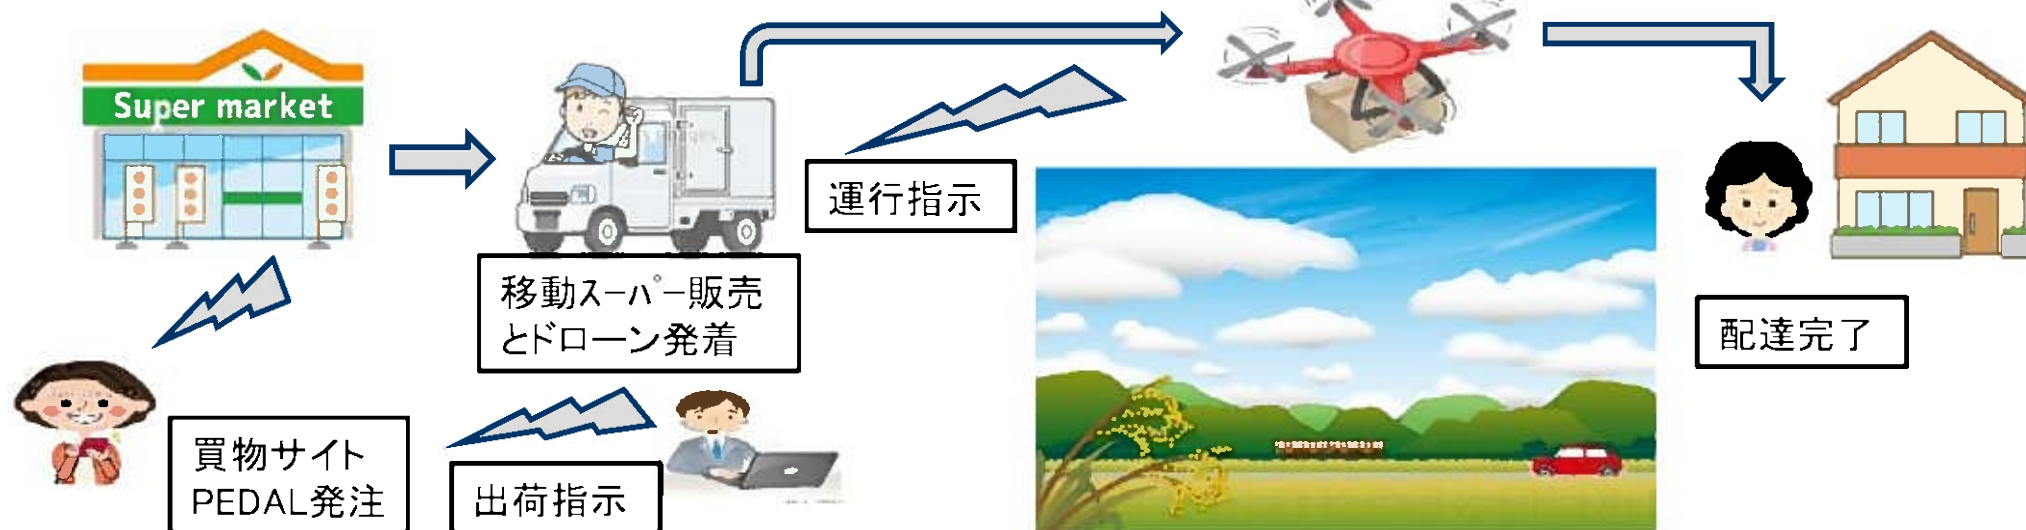 Super market
運行指示
移動スーパー販売
とドローン発着
配達完了
買物サイト
PEDAL発注
出荷指示